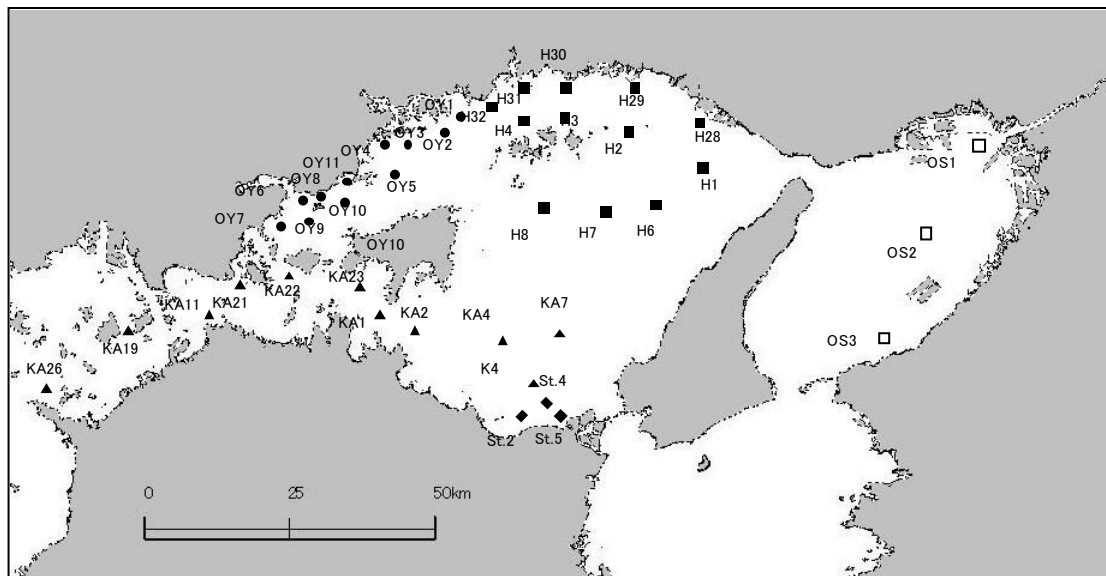 H30
OY1
H32
H31
H29
H4
H3
H28
OY3
OY2
H2
OY4
OS1
OY11
OY8
OY5
H1
OY6
OY10
OY7
OY9
H8
H7
H6
OS2
OY10
KA23
KA22
KA21
KA11
KA1
KA2
KA4
KA7
KA19
OS3
KA26
K4
St.4
St.2
St.5
0
25
50km